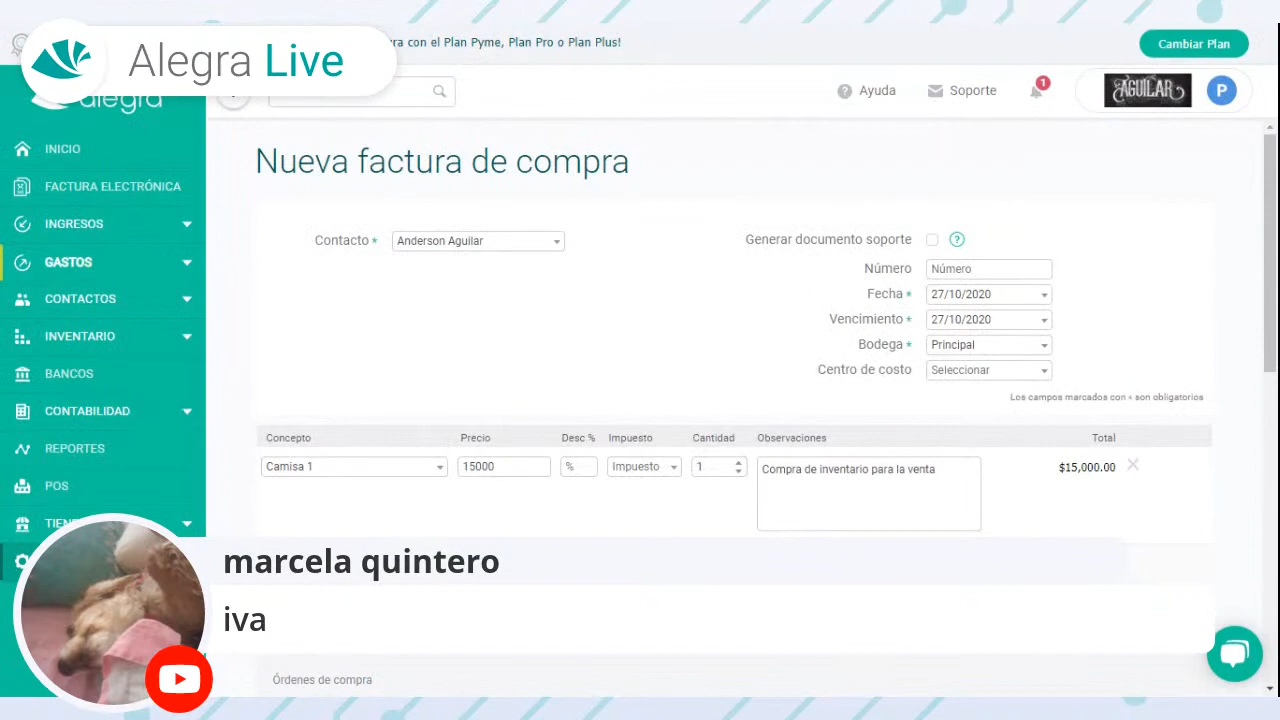 ra con el Plan Pyme, Plan Pro o Plan Plus!
Cambiar Plan
Alegra Live
alegra
Ayuda
Soporte
1
AGUILAR
P
INICIO
FACTURA ELECTRÓNICA
INGRESOS
GASTOS
CONTACTOS
INVENTARIO
BANCOS
CONTABILIDAD
REPORTES
POS
TIEN
Nueva factura de compra
Contacto *
Anderson Aguilar
Generar documento soporte
?
Número
Número
Fecha *
27/10/2020
Vencimiento *
27/10/2020
Bodega *
Principal
Centro de costo
Seleccionar
Los campos marcados con * son obligatorios
Concepto Precio Desc % Impuesto Cantidad Observaciones Total
Camisa 1 15000 % Impuesto 1 Compra de inventario para la venta $15,000.00
marcela quintero
iva
Órdenes de compra